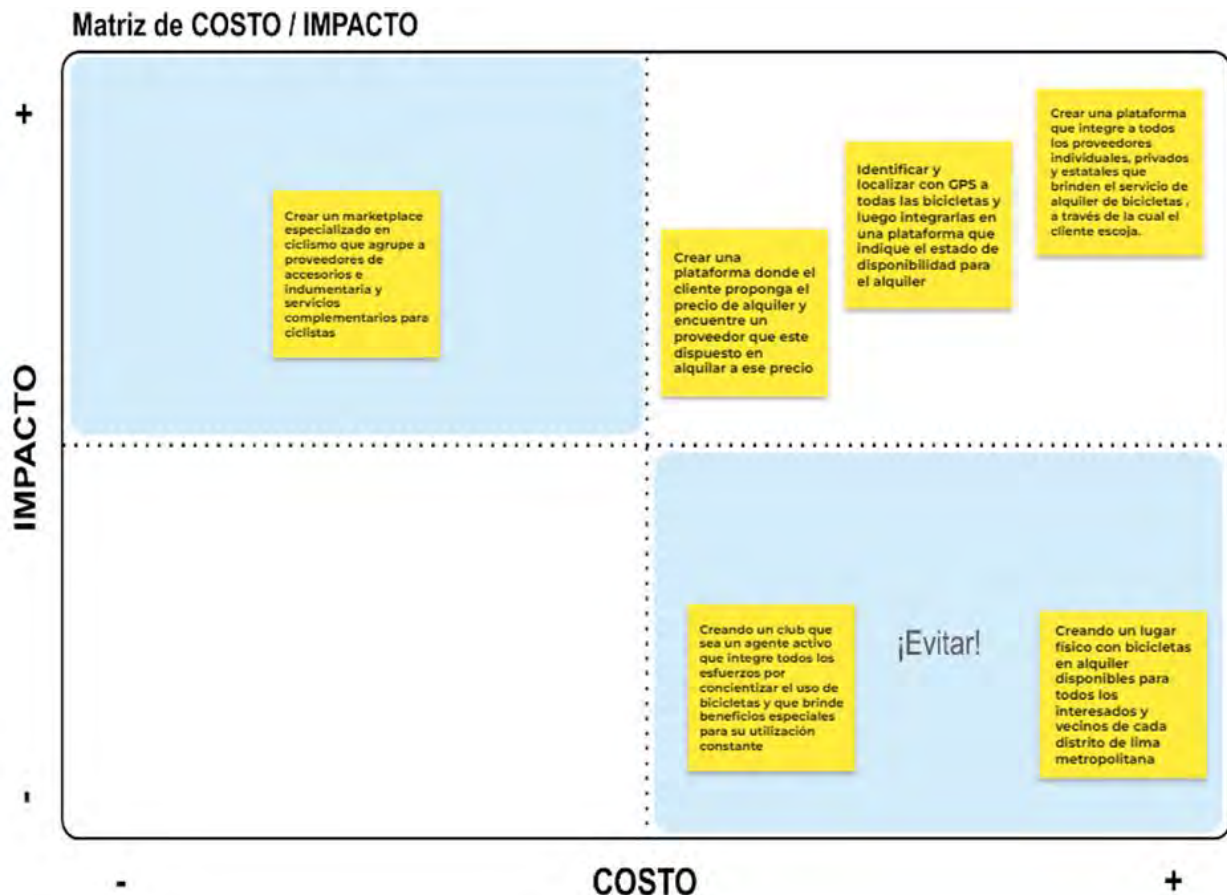 Matriz de COSTO / IMPACTO
+
IMPACTO
-
Crear un marketplace
especializado en
ciclismo que agrupe a
proveedores de
accesorios e
indumentaria y
servicios
complementarios para
ciclistas
Crear una
plataforma donde el
cliente proponga el
precio de alquiler y
encuentre un
proveedor que este
dispuesto en
alquilar a ese precio
Identificar y
localizar con GPS a
todas las bicicletas y
luego integrarlas en
una plataforma que
indique el estado de
disponibilidad para
el alquiler
Crear una plataforma
que integre a todos
los proveedores
individuales, privados
y estatales que
brinden el servicio de
alquiler de bicicletas ,
a través de la cual el
cliente escoja.
Creando un club que
sea un agente activo
que integre todos los
esfuerzos por
concientizar el uso de
bicicletas y que brinde
beneficios especiales
para su utilización
constante
¡Evitar!
Creando un lugar
físico con bicicletas
en alquiler
disponibles para
todos los
interesados y
vecinos de cada
distrito de lima
metropolitana
-
COSTO
+